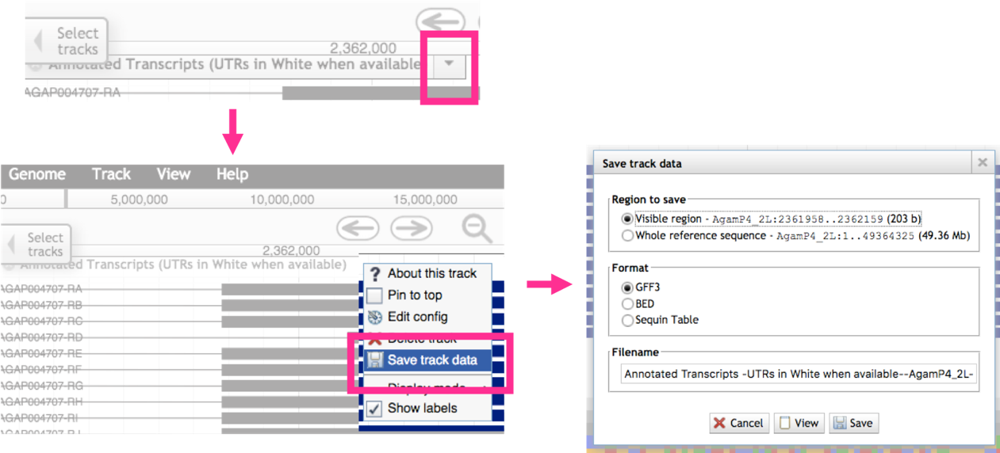 Select
tracks
2,362,000
Annotated Transcripts (UTRs in White when available
AGAP004707-RA
Genome Track View Help
0 5,000,000 10,000,000 15,000,000
Select
tracks
2,362,000
Annotated Transcripts (UTRs in White when available)
AGAP004707-RA
AGAP004707-RB
AGAP004707-RC
AGAP004707-RD
AGAP004707-RE
AGAP004707-RF
AGAP004707-RG
AGAP004707-RH
AGAP004707-RI
AGAP004707-RJ
About this track
Pin to top
Edit config
Delete track
Save track data
Display mode
Show labels
Save track data
Region to save
Visible region - AgamP4_2L:2361958..2362159 (203 b)
Whole reference sequence - AgamP4_2L:1..49364325 (49.36 Mb)
Format
GFF3
BED
Sequin Table
Filename
Annotated Transcripts -UTRs in White when available--AgamP4_2L-
Cancel View Save